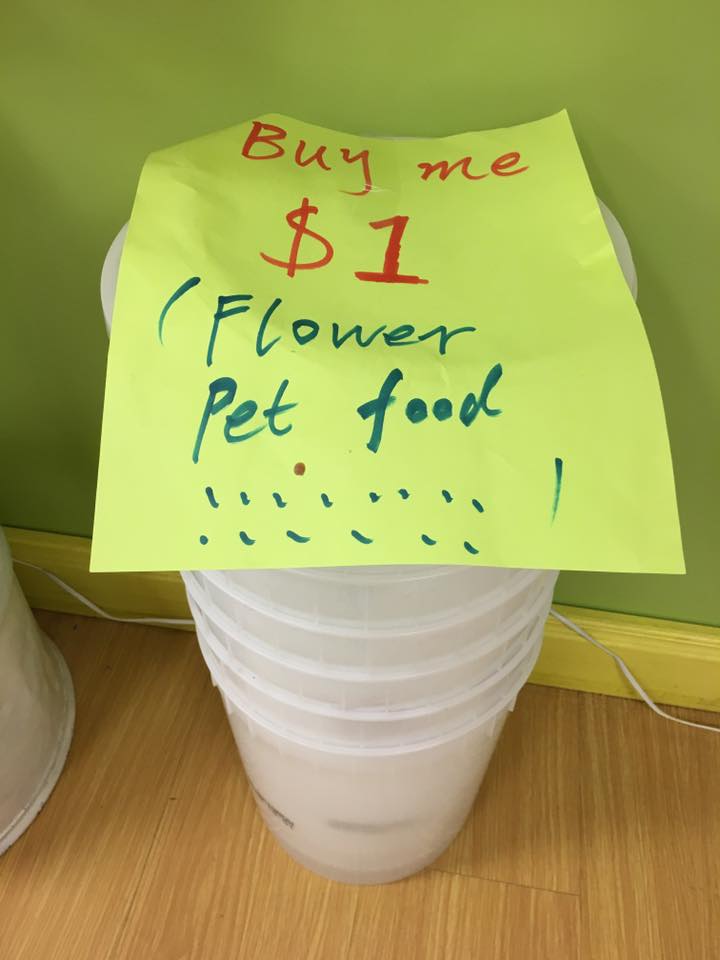 Buy me
$1
(Flower
Pet food
............
......)